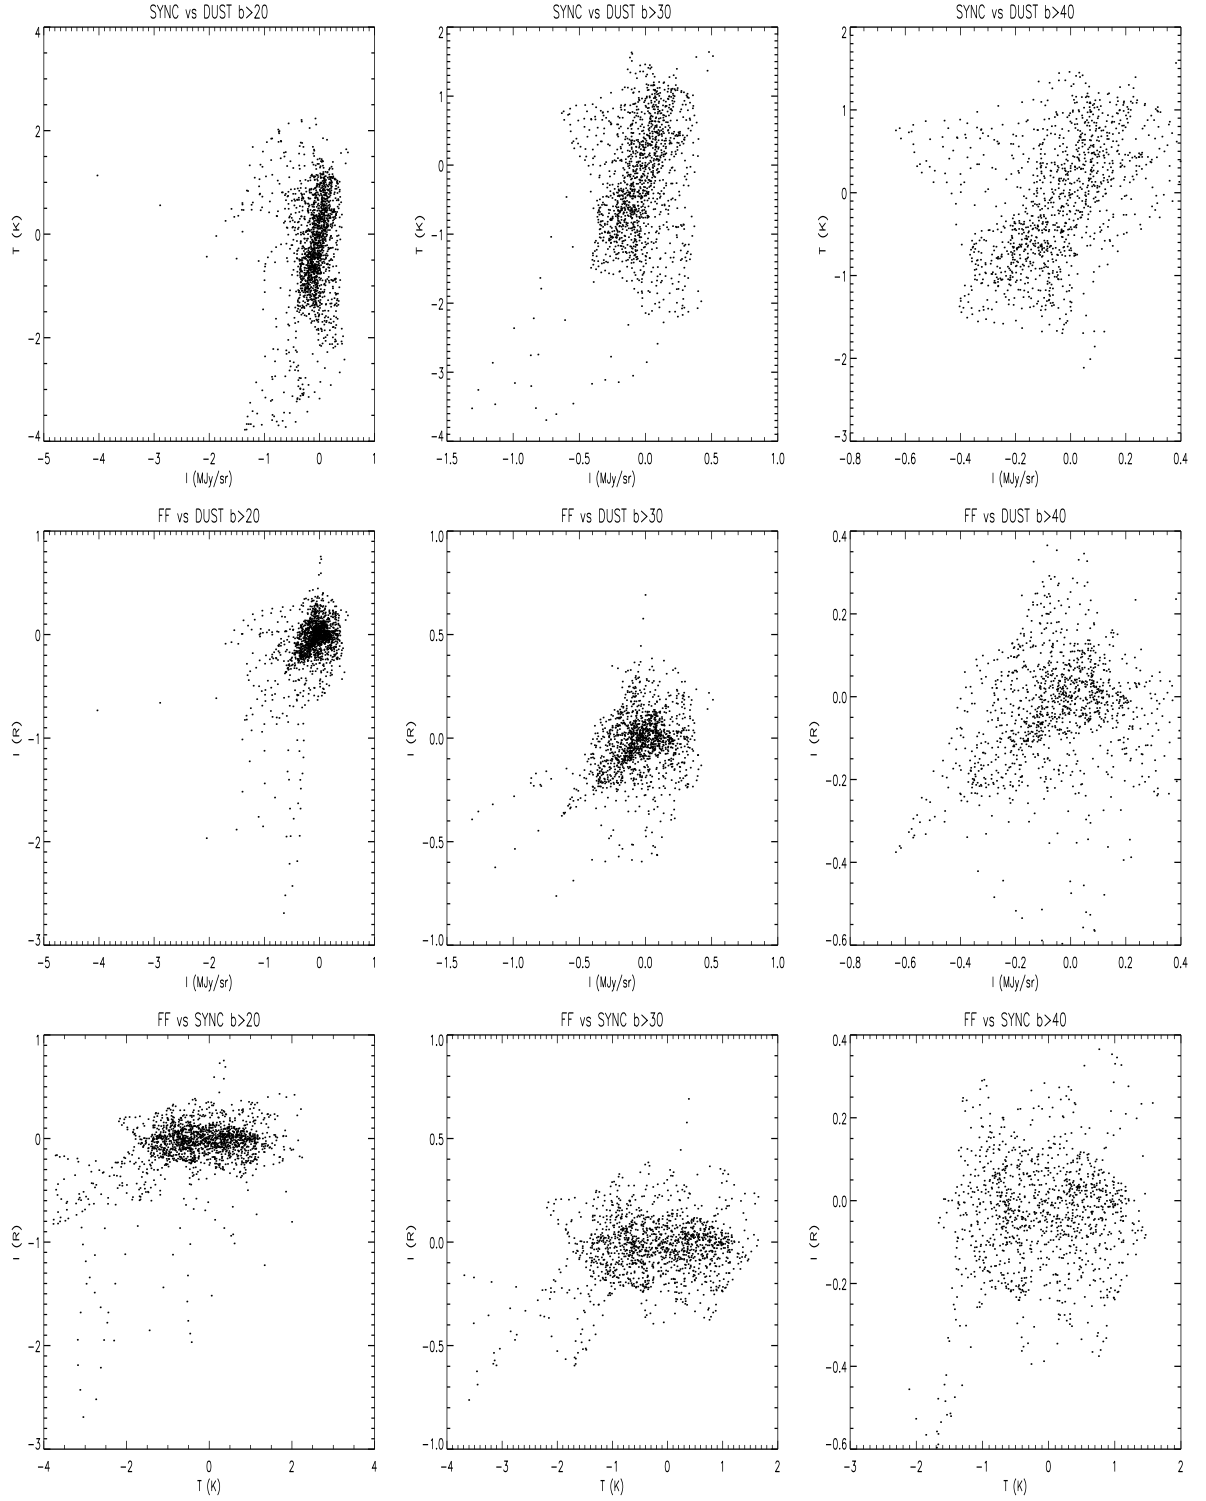 SYNC vs DUST b>20 SYNC vs DUST b>30 SYNC vs DUST b>40
4 2 0 −2 −4
T (K)
−5 −4 −3 −2 −1 0 1
I (MJy/sr)
2 1 0 −1 −2 −3 −4
T (K)
−1.5 −1.0 −0.5 0.0 0.5 1.0
I (MJy/sr)
2 1 0 −1 −2 −3
T (K)
−0.8 −0.6 −0.4 −0.2 0.0 0.2 0.4
I (MJy/sr)
FF vs DUST b>20 FF vs DUST b>30 FF vs DUST b>40
1 0 −1 −2 −3
I (R)
−5 −4 −3 −2 −1 0 1
I (MJy/sr)
1.0 0.5 0.0 −0.5 −1.0
I (R)
−1.5 −1.0 −0.5 0.0 0.5 1.0
I (MJy/sr)
0.4 0.2 0.0 −0.2 −0.4 −0.6
I (R)
−0.8 −0.6 −0.4 −0.2 0.0 0.2 0.4
I (MJy/sr)
FF vs SYNC b>20 FF vs SYNC b>30 FF vs SYNC b>40
1 0 −1 −2 −3
I (R)
−4 −2 0 2 4
T (K)
1.0 0.5 0.0 −0.5 −1.0
I (R)
−4 −3 −2 −1 0 1 2
T (K)
0.4 0.2 0.0 −0.2 −0.4 −0.6
I (R)
−3 −2 −1 0 1 2
T (K)